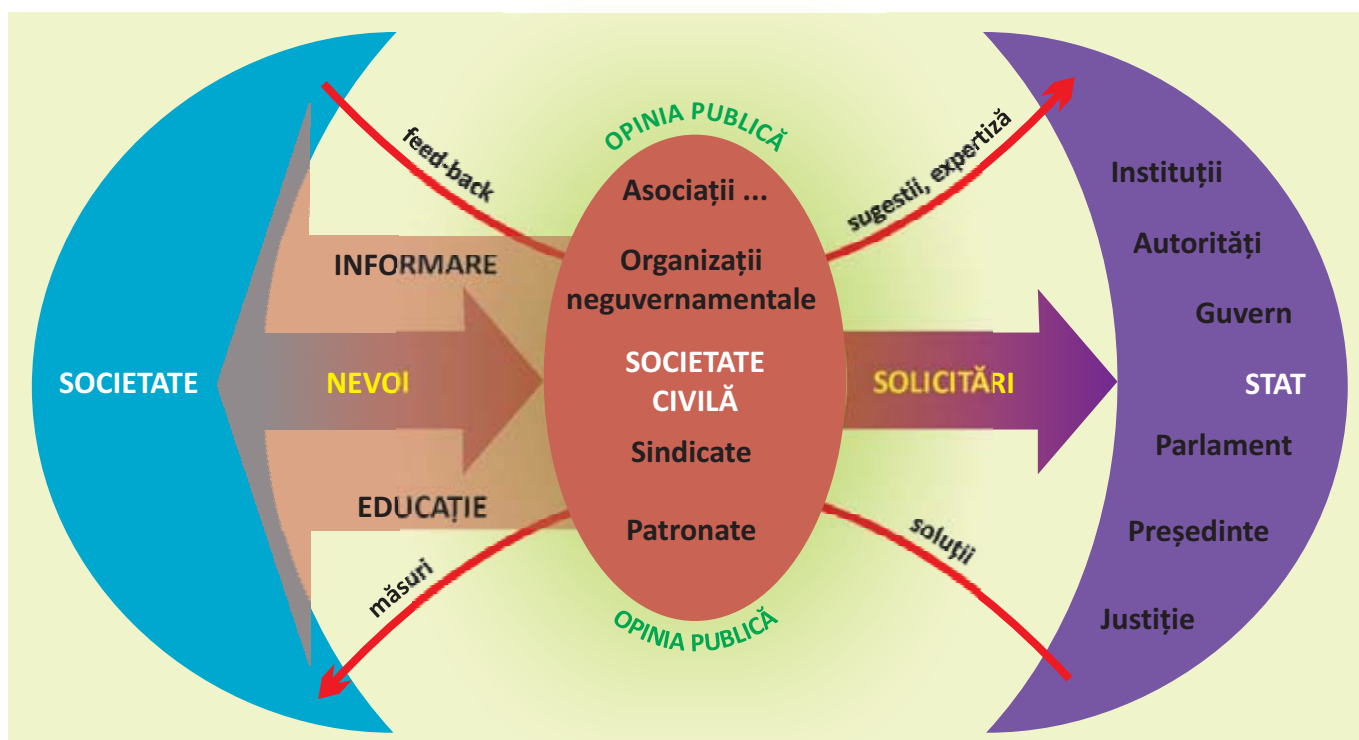 OPINIA PUBLICĂ
feed-back
sugestii, expertiză
Asociații ...
Instituții
INFORMARE
Organizații
neguvernamentale
Autorități
Guvern
SOCIETATE
NEVOI
SOCIETATE
CIVILĂ
SOLICITĂRI
STAT
Sindicate
Parlament
EDUCAȚIE
Patronate
Președinte
măsuri
soluții
Justiție
OPINIA PUBLICĂ